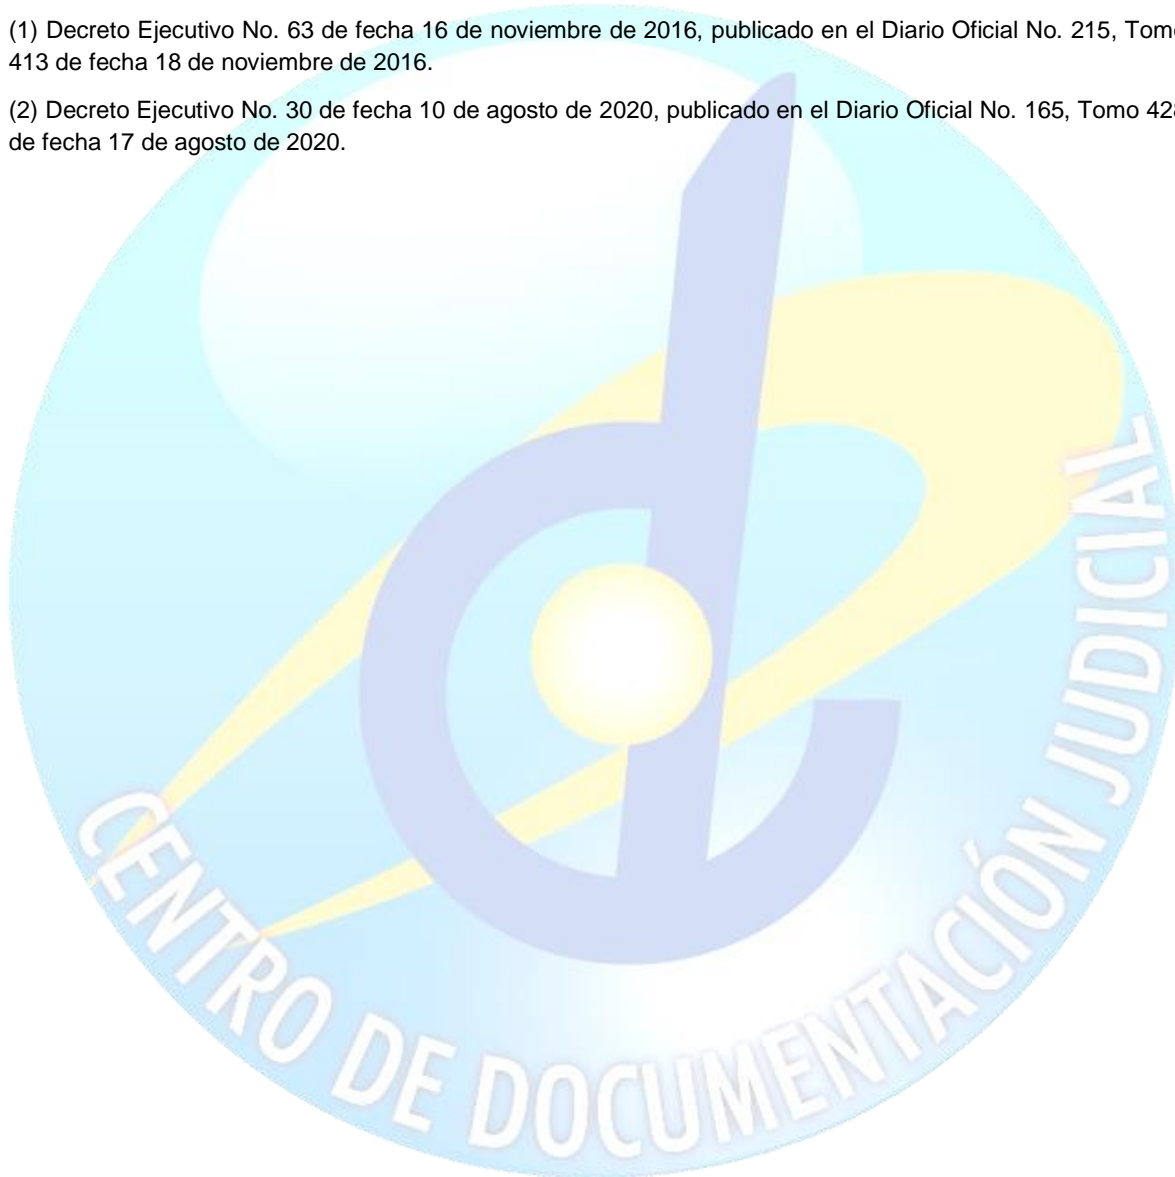 (1) Decreto Ejecutivo No. 63 de fecha 16 de noviembre de 2016, publicado en el Diario Oficial No. 215, Tomo
413 de fecha 18 de noviembre de 2016.
(2) Decreto Ejecutivo No. 30 de fecha 10 de agosto de 2020, publicado en el Diario Oficial No. 165, Tomo 428
de fecha 17 de agosto de 2020.
CENTRO DE DOCUMENTACIÓN JUDICIAL